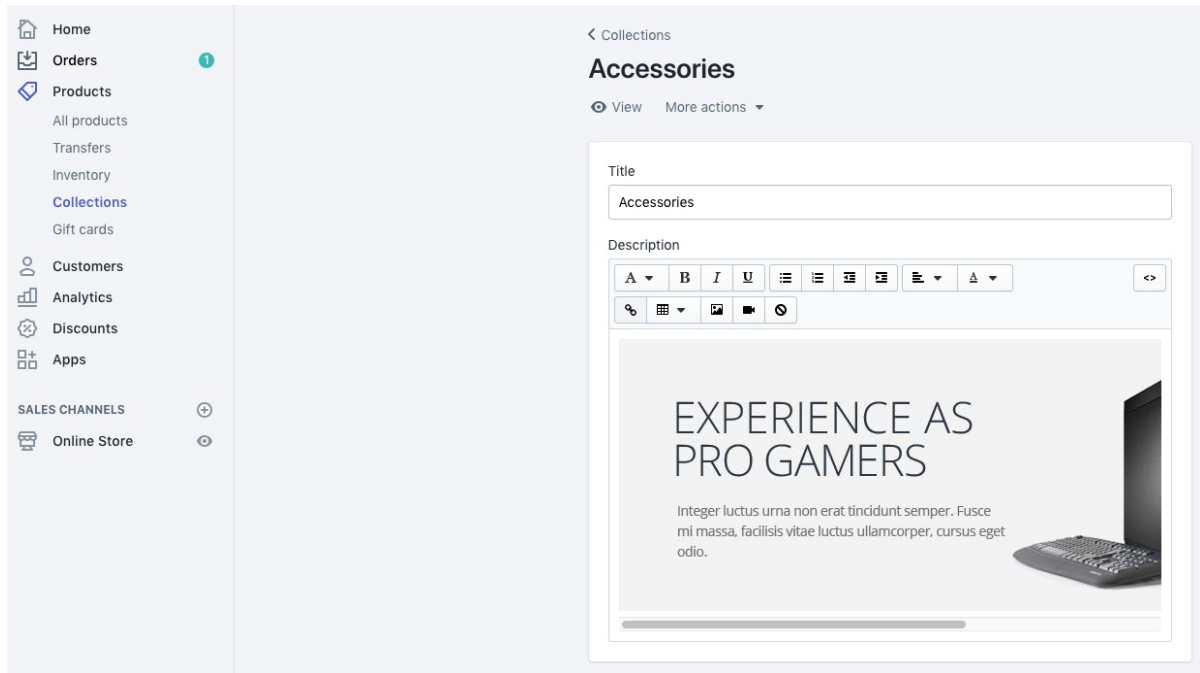 Home
Orders 1
Products
All products
Transfers
Inventory
Collections
Gift cards
Customers
Analytics
Discounts
Apps
SALES CHANNELS
Online Store
Collections
Accessories
View More actions
Title
Accessories
Description
A B I U A <>
EXPERIENCE AS
PRO GAMERS
Integer luctus urna non erat tincidunt semper. Fusce
mi massa, facilisis vitae luctus ullamcorper, cursus eget
odio.